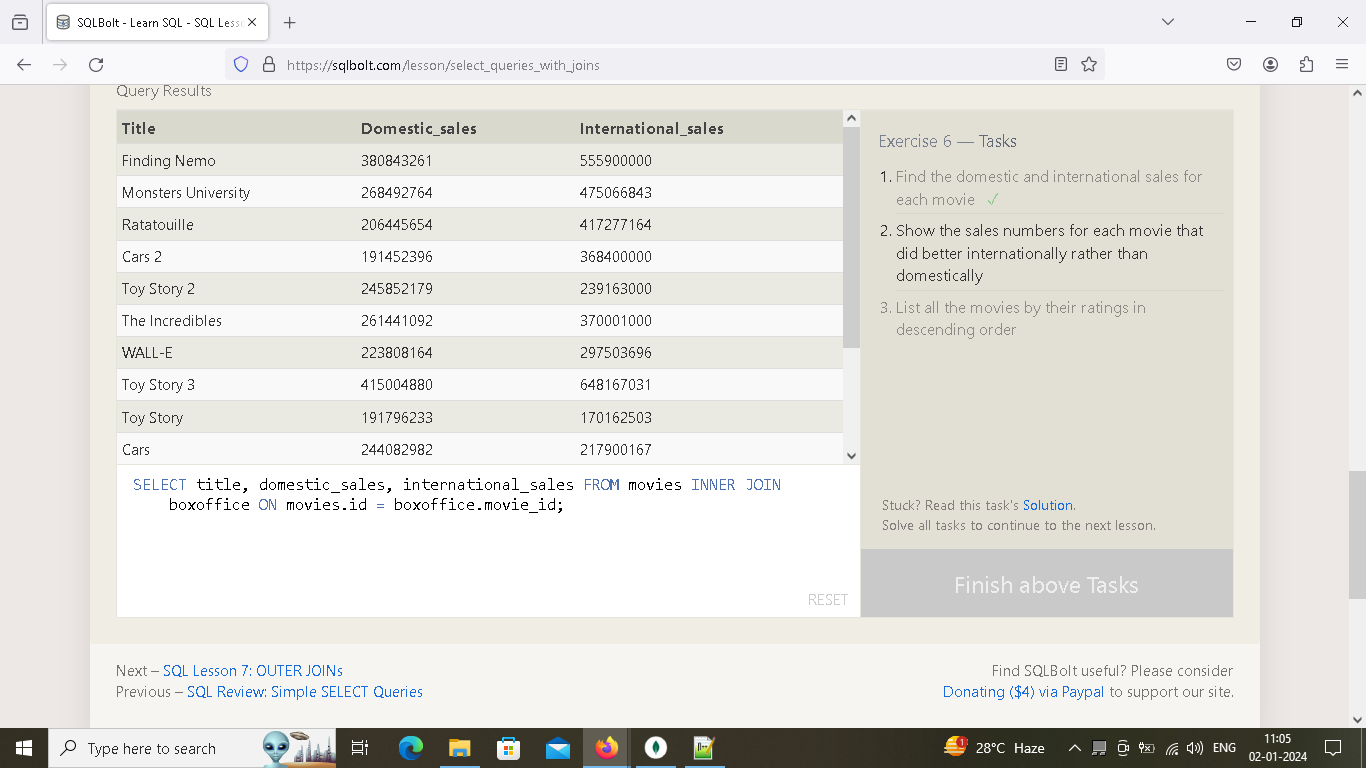 SQLBolt - Learn SQL - SQL Less
https://sqlbolt.com/lesson/select_queries_with_joins
Query Results
Title Domestic_sales International_sales
Finding Nemo 380843261 555900000
Monsters University 268492764 475066843
Ratatouille 206445654 417277164
Cars 2 191452396 368400000
Toy Story 2 245852179 239163000
The Incredibles 261441092 370001000
WALL-E 223808164 297503696
Toy Story 3 415004880 648167031
Toy Story 191796233 170162503
Cars 244082982 217900167
SELECT title, domestic_sales, international_sales FROM movies INNER JOIN
boxoffice ON movies.id = boxoffice.movie_id;
RESET
Exercise 6 — Tasks
1. Find the domestic and international sales for
each movie ✓
2. Show the sales numbers for each movie that
did better internationally rather than
domestically
3. List all the movies by their ratings in
descending order
Stuck? Read this task's Solution.
Solve all tasks to continue to the next lesson.
Finish above Tasks
Next – SQL Lesson 7: OUTER JOINs
Previous – SQL Review: Simple SELECT Queries
Find SQLBolt useful? Please consider
Donating ($4) via Paypal to support our site.
Type here to search
1
28°C Haze
ENG
11:05
02-01-2024